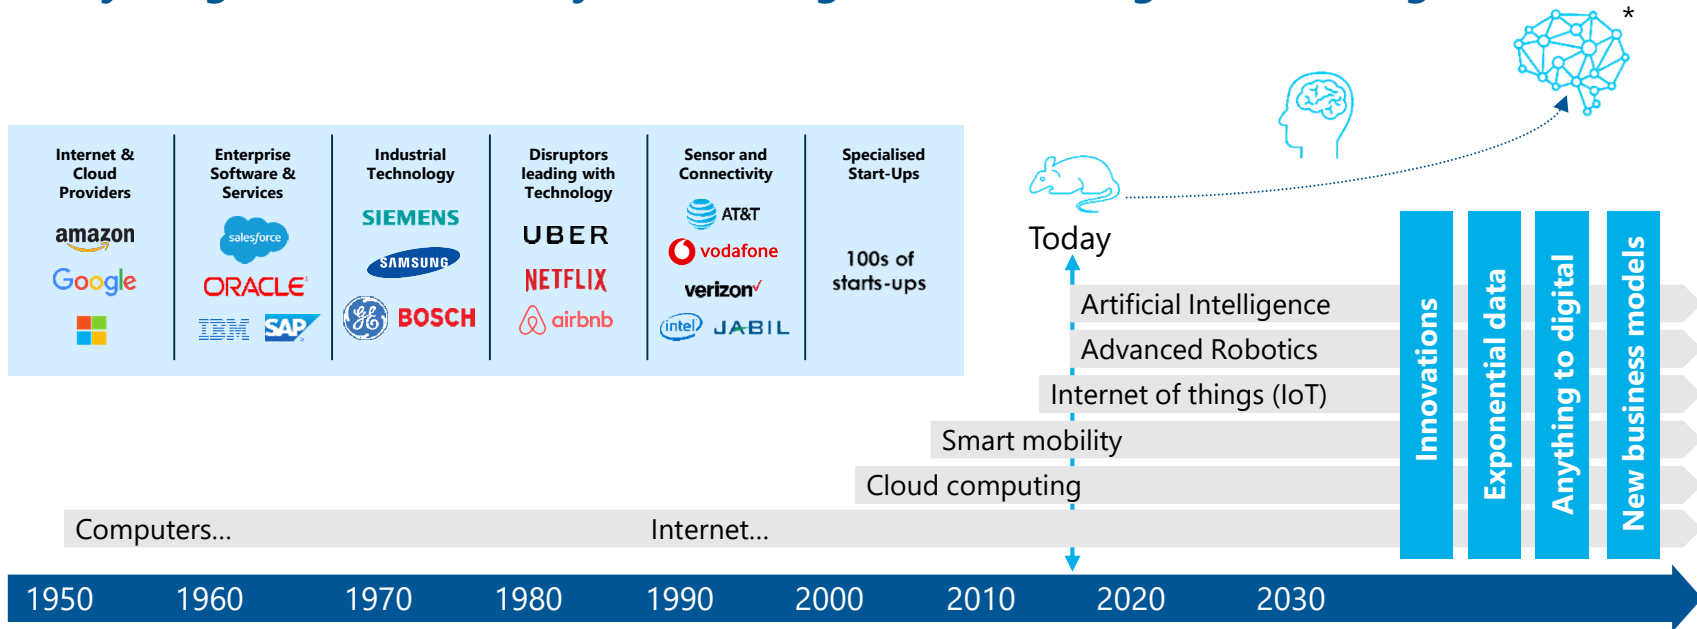 *
Internet &
Cloud
Providers
amazon
Google
Enterprise
Software &
Services
salesforce
ORACLE
IBM SAP
Industrial
Technology
SIEMENS
SAMSUNG
GE BOSCH
Disruptors
leading with
Technology
UBER
NETFLIX
airbnb
Sensor and
Connectivity
AT&T
vodafone
verizon✓
intel JABIL
Specialised
Start-Ups
100s of
starts-ups
Today
Artificial Intelligence
Advanced Robotics
Internet of things (IoT)
Smart mobility
Cloud computing
Computers... Internet...
Innovations
Exponential data
Anything to digital
New business models
1950 1960 1970 1980 1990 2000 2010 2020 2030